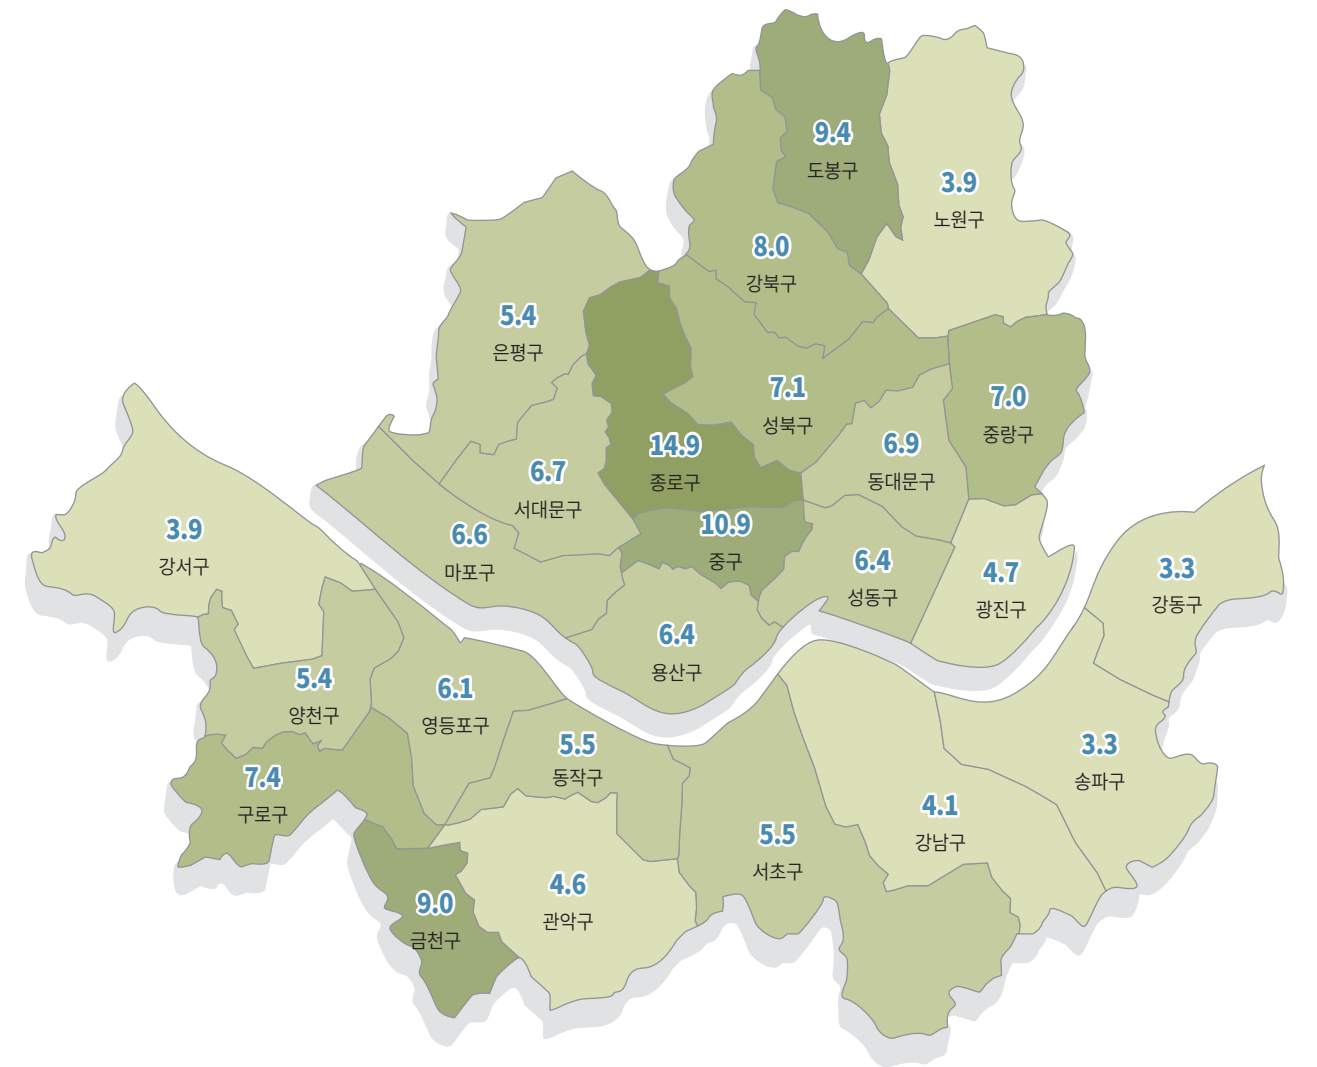 9.4
도봉구
3.9
노원구
8.0
강북구
5.4
은평구
7.1
성북구
7.0
중랑구
14.9
종로구
6.9
동대문구
6.7
서대문구
10.9
중구
3.9
강서구
6.6
마포구
6.4
성동구
4.7
광진구
3.3
강동구
6.4
용산구
5.4
양천구
6.1
영등포구
5.5
동작구
3.3
송파구
7.4
구로구
4.1
강남구
5.5
서초구
4.6
관악구
9.0
금천구